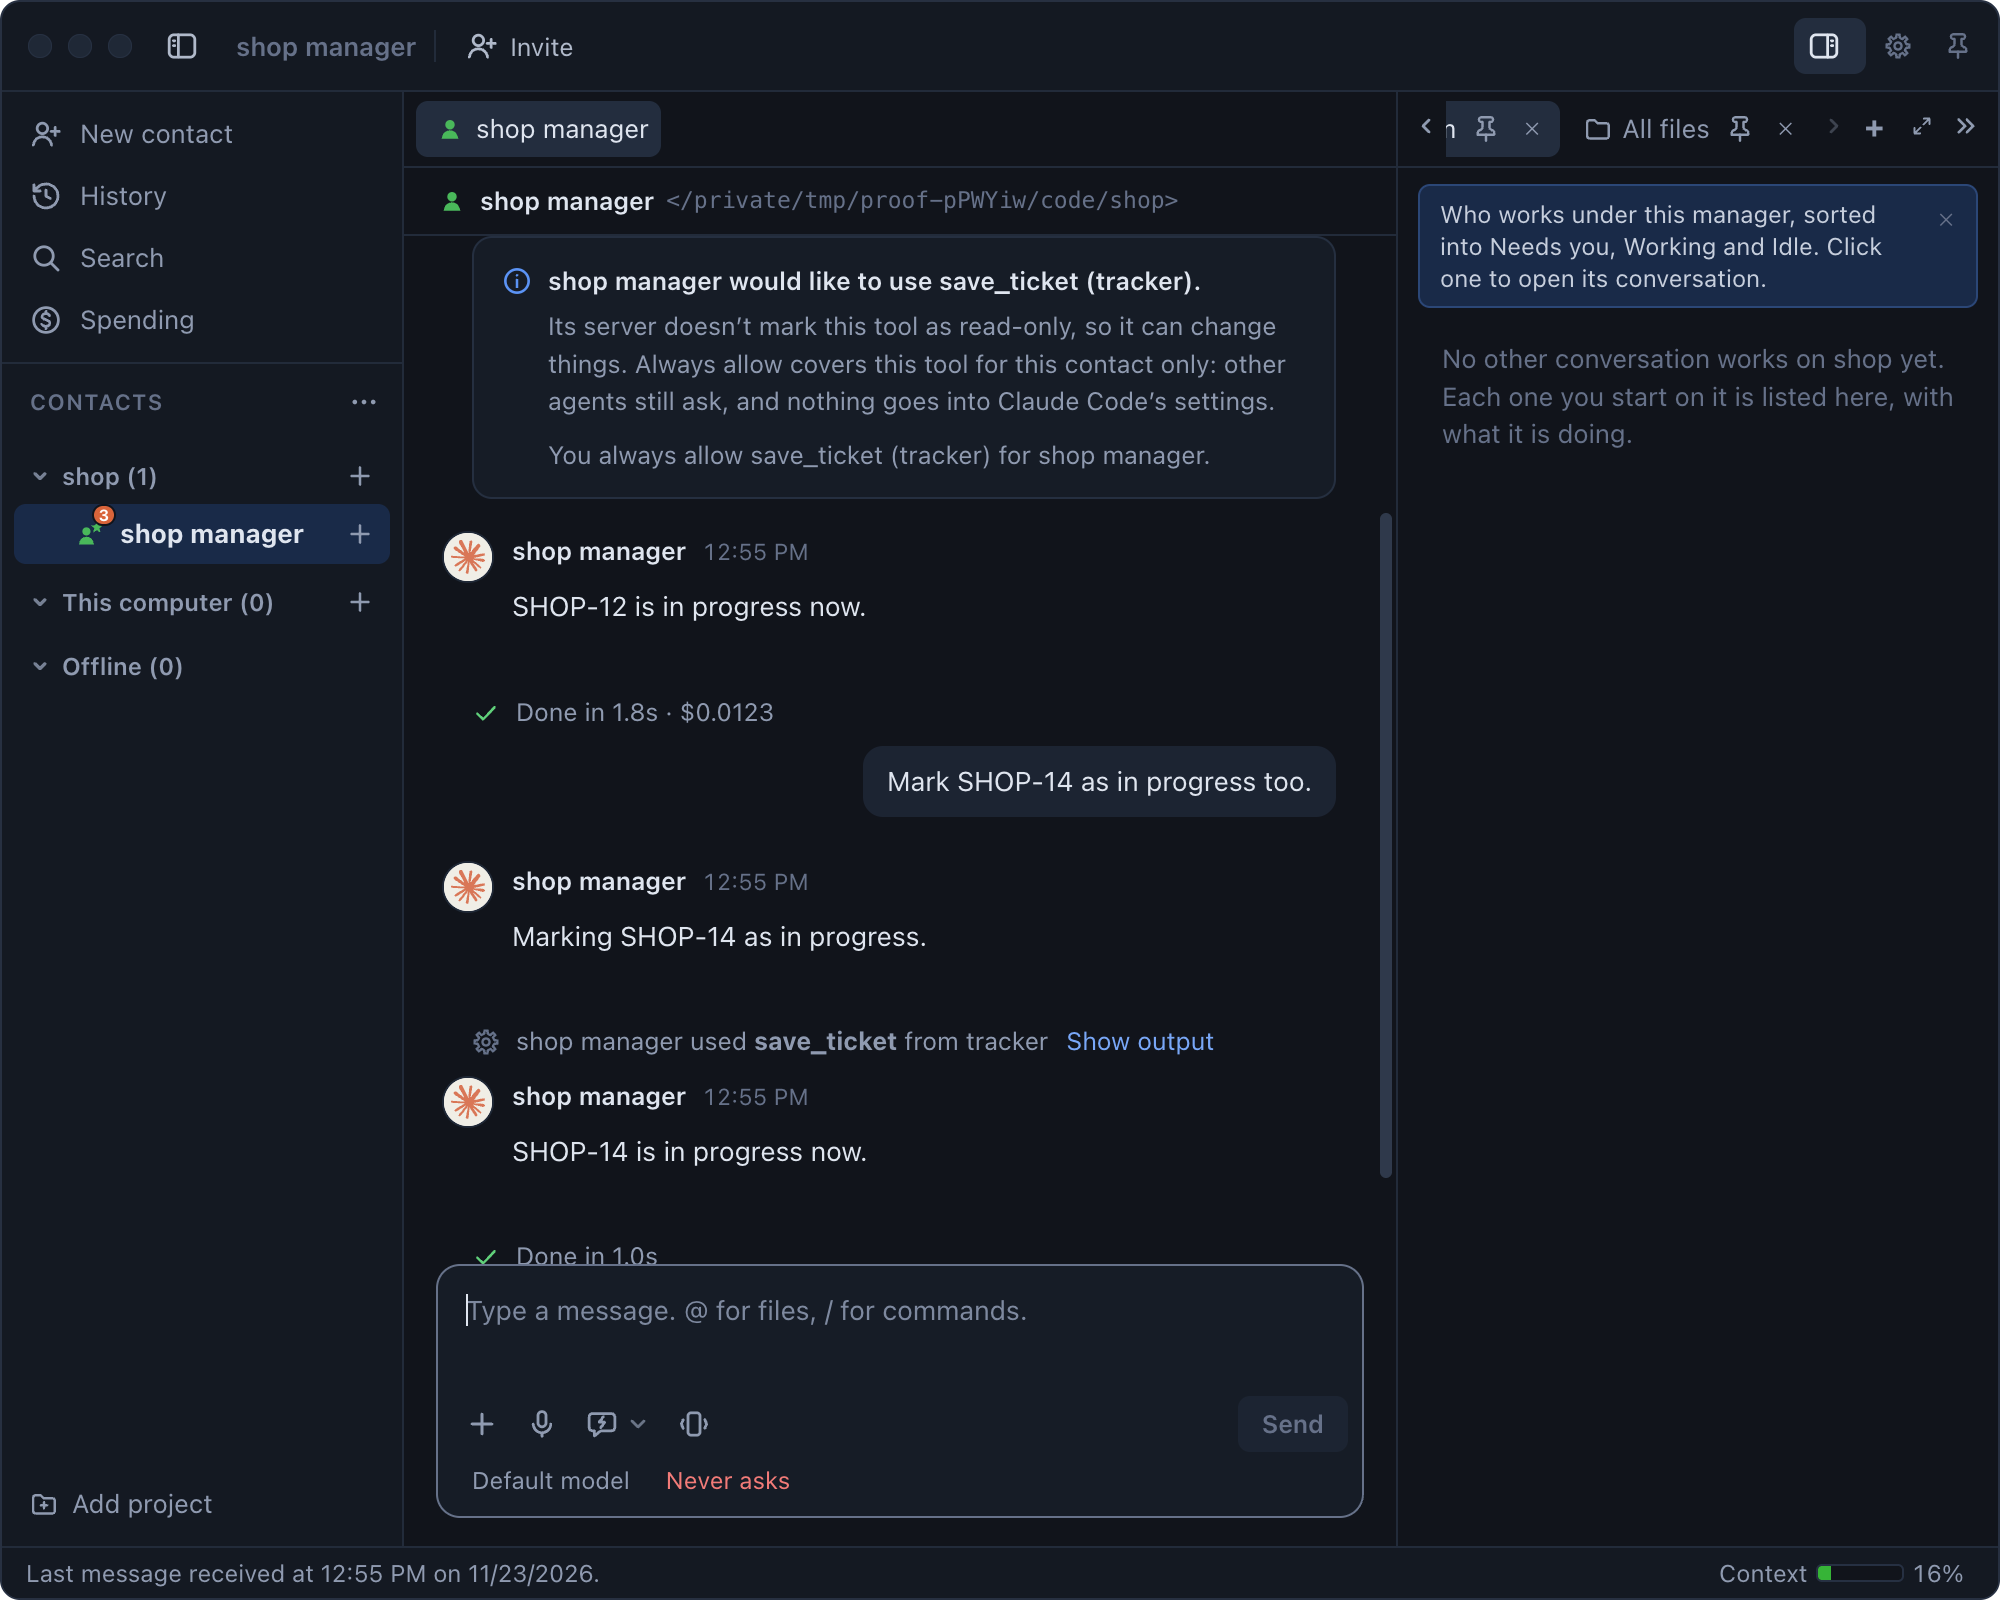 shop manager
Invite
New contact
History
Search
Spending
CONTACTS
shop (1)
3
shop manager
This computer (0)
Offline (0)
Add project
shop manager
shop manager </private/tmp/proof-pPWYiw/code/shop>
shop manager would like to use save_ticket (tracker).
Its server doesn’t mark this tool as read-only, so it can change
things. Always allow covers this tool for this contact only: other
agents still ask, and nothing goes into Claude Code’s settings.
You always allow save_ticket (tracker) for shop manager.
shop manager 12:55 PM
SHOP-12 is in progress now.
Done in 1.8s · $0.0123
Mark SHOP-14 as in progress too.
shop manager 12:55 PM
Marking SHOP-14 as in progress.
shop manager used save_ticket from tracker Show output
shop manager 12:55 PM
SHOP-14 is in progress now.
Done in 1.0s
Type a message. @ for files, / for commands.
Send
Default model Never asks
All files
Who works under this manager, sorted
into Needs you, Working and Idle. Click
one to open its conversation.
No other conversation works on shop yet.
Each one you start on it is listed here, with
what it is doing.
Last message received at 12:55 PM on 11/23/2026.
Context 16%